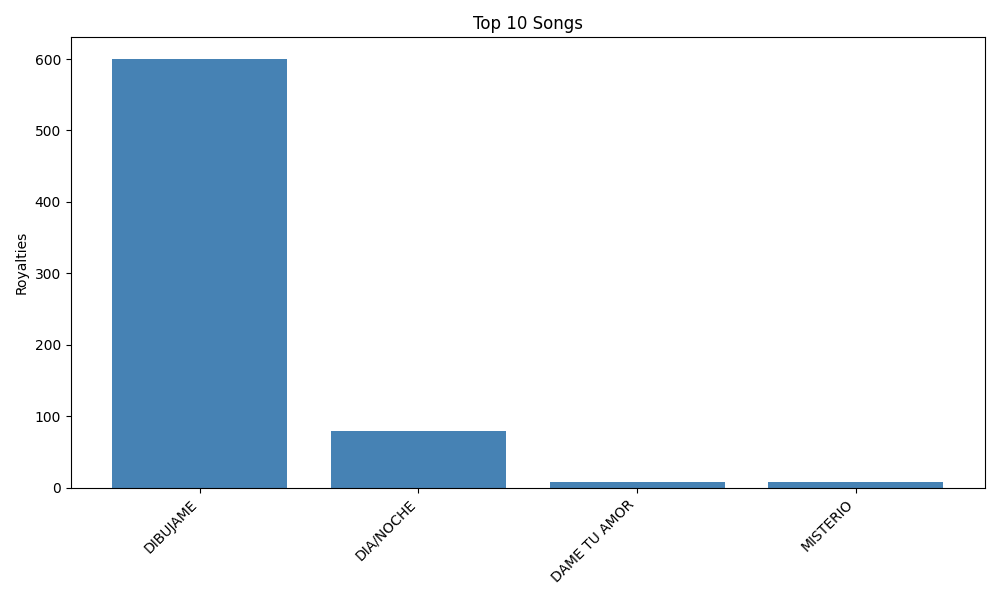 Top 10 Songs
Royalties
600
500
400
300
200
100
0
DIBUJAME
DIA/NOCHE
DAME TU AMOR
MISTERIO